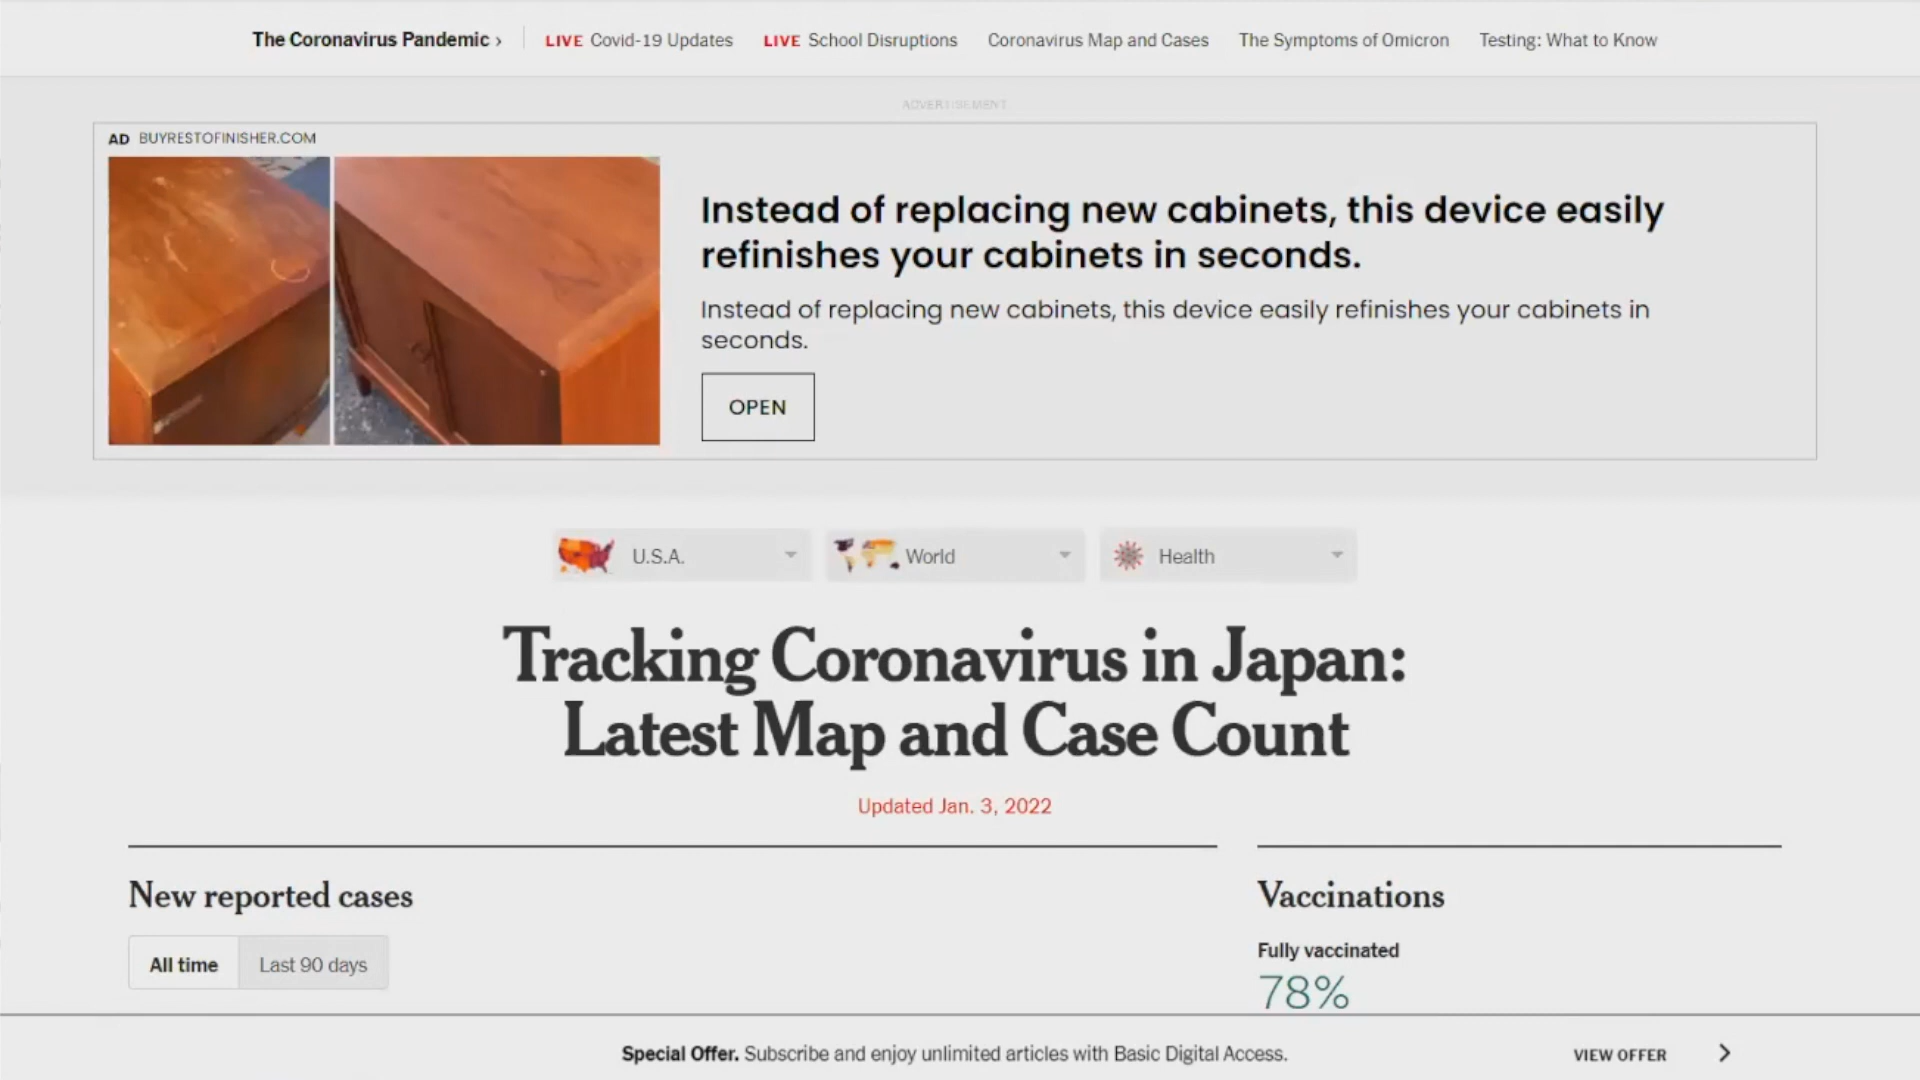 The Coronavirus Pandemic ›
LIVE Covid-19 Updates
LIVE School Disruptions
Coronavirus Map and Cases
The Symptoms of Omicron
Testing: What to Know
ADVERTISEMENT
AD BUYRESTOFINISHER.COM
Instead of replacing new cabinets, this device easily
refinishes your cabinets in seconds.
Instead of replacing new cabinets, this device easily refinishes your cabinets in
seconds.
OPEN
U.S.A.
World
Health
Tracking Coronavirus in Japan:
Latest Map and Case Count
Updated Jan. 3, 2022
New reported cases
All time
Last 90 days
Vaccinations
Fully vaccinated
78%
Special Offer. Subscribe and enjoy unlimited articles with Basic Digital Access.
VIEW OFFER